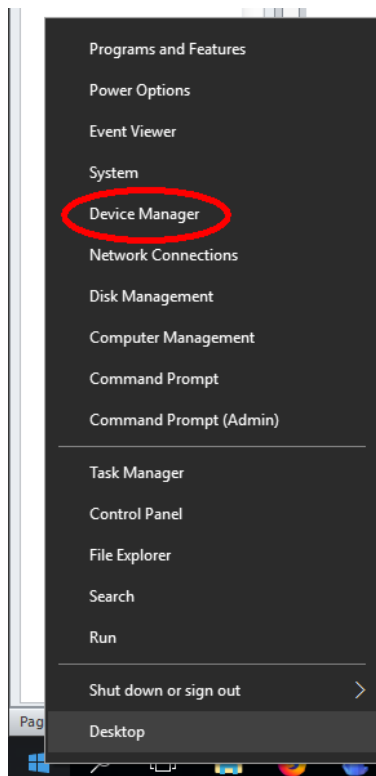 Programs and Features
Power Options
Event Viewer
System
Device Manager
Network Connections
Disk Management
Computer Management
Command Prompt
Command Prompt (Admin)
Task Manager
Control Panel
File Explorer
Search
Run
Shut down or sign out
Pag
Desktop